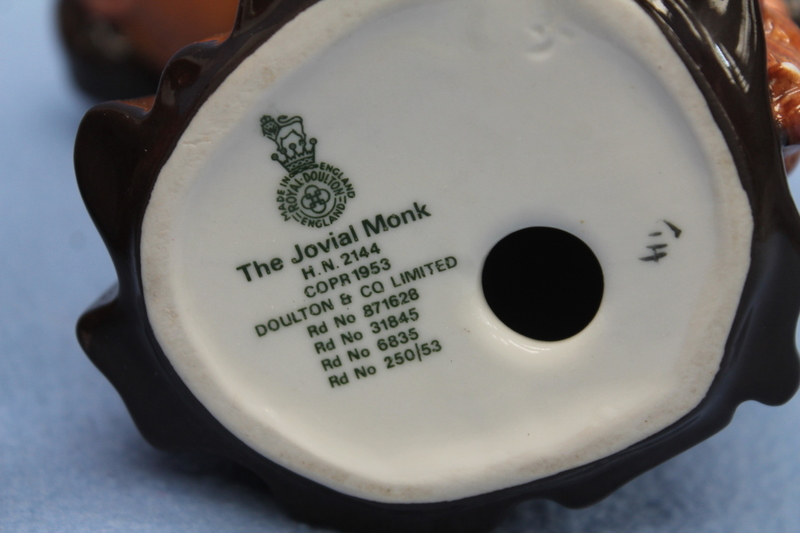 MADE IN ENGLAND
ROYAL·DOULTON
ENGLAND
The Jovial Monk
H.N. 2144
COPR 1953
DOULTON & CO LIMITED
Rd No 871628
Rd No 31845
Rd No 6835
Rd No 250/53